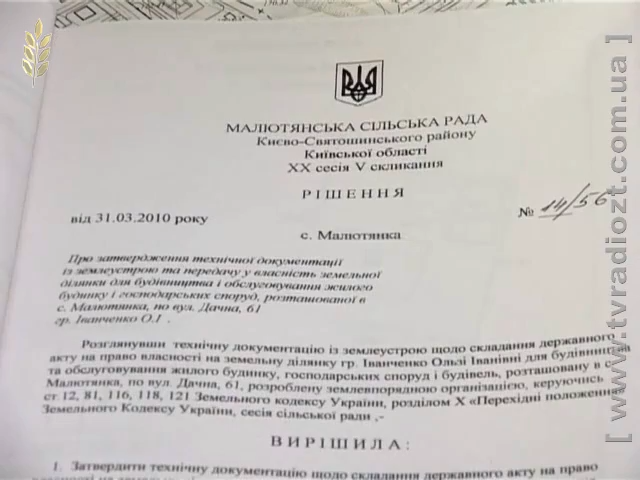 МАЛЮТЯНСЬКА СІЛЬСЬКА РАДА
Києво-Святошинського району
Київської області
XX сесія V скликання
РІШЕННЯ
від 31.03.2010 року
№ 14/56
с. Малютянка
Про затвердження технічної документації
із землеустрою та передачу у власність земельної
ділянки для будівництва і обслуговування жилого
будинку і господарських споруд, розташованої в
с. Малютянка, по вул. Дачна, 61
гр. Іванченко О.І .
Розглянувши технічну документацію із землеустрою щодо складання державного
акту на право власності на земельну ділянку гр. Іванченко Ользі Іванівні для будівництва
та обслуговування жилого будинку, господарських споруд і будівель, розташовану в с.
Малютянка, по вул. Дачна, 61, розроблену землевпорядною організацією, керуючись
ст.12, 81, 116, 118, 121 Земельного кодексу України, розділом X «Перехідні положення»
Земельного Кодексу України, сесія сільської ради ,-
ВИРІШИЛА:
1. Затвердити технічну документацію щодо складання державного акту на право
[ www.tvradiozt.com.ua ]